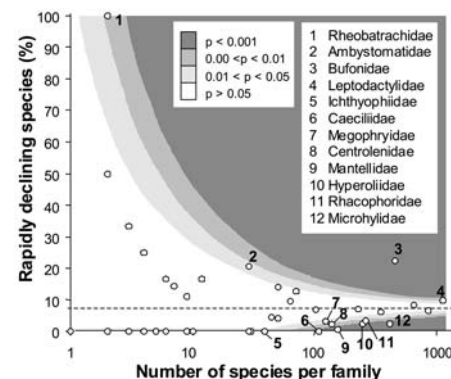 Rapidly declining species (%)
100
90
80
70
60
50
40
30
20
10
0
1
10
100
1000
Number of species per family
p < 0.001
0.00 <p < 0.01
0.01 < p < 0.05
p > 0.05
1 Rheobatrachidae
2 Ambystomatidae
3 Bufonidae
4 Leptodactylidae
5 Ichthyophiidae
6 Caeciliidae
7 Megophryidae
8 Centrolenidae
9 Mantellidae
10 Hyperoliidae
11 Rhacophoridae
12 Microhylidae
1
2
3
4
5
6
7
8
9
10
11
12